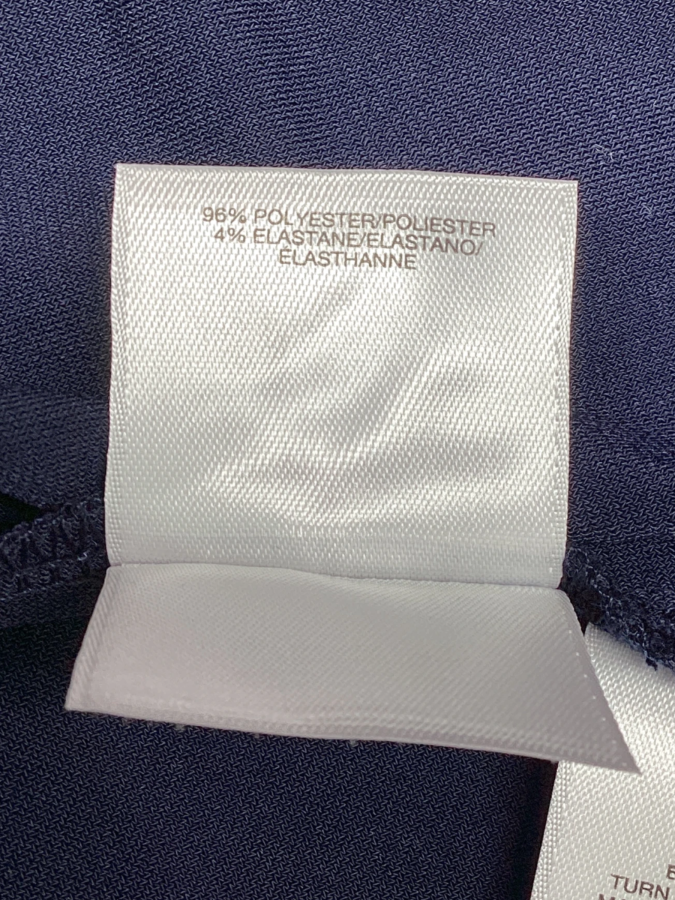 96% POLYESTER/POLIESTER
4% ELASTANE/ELASTANO/
ÉLASTHANNE
TURN